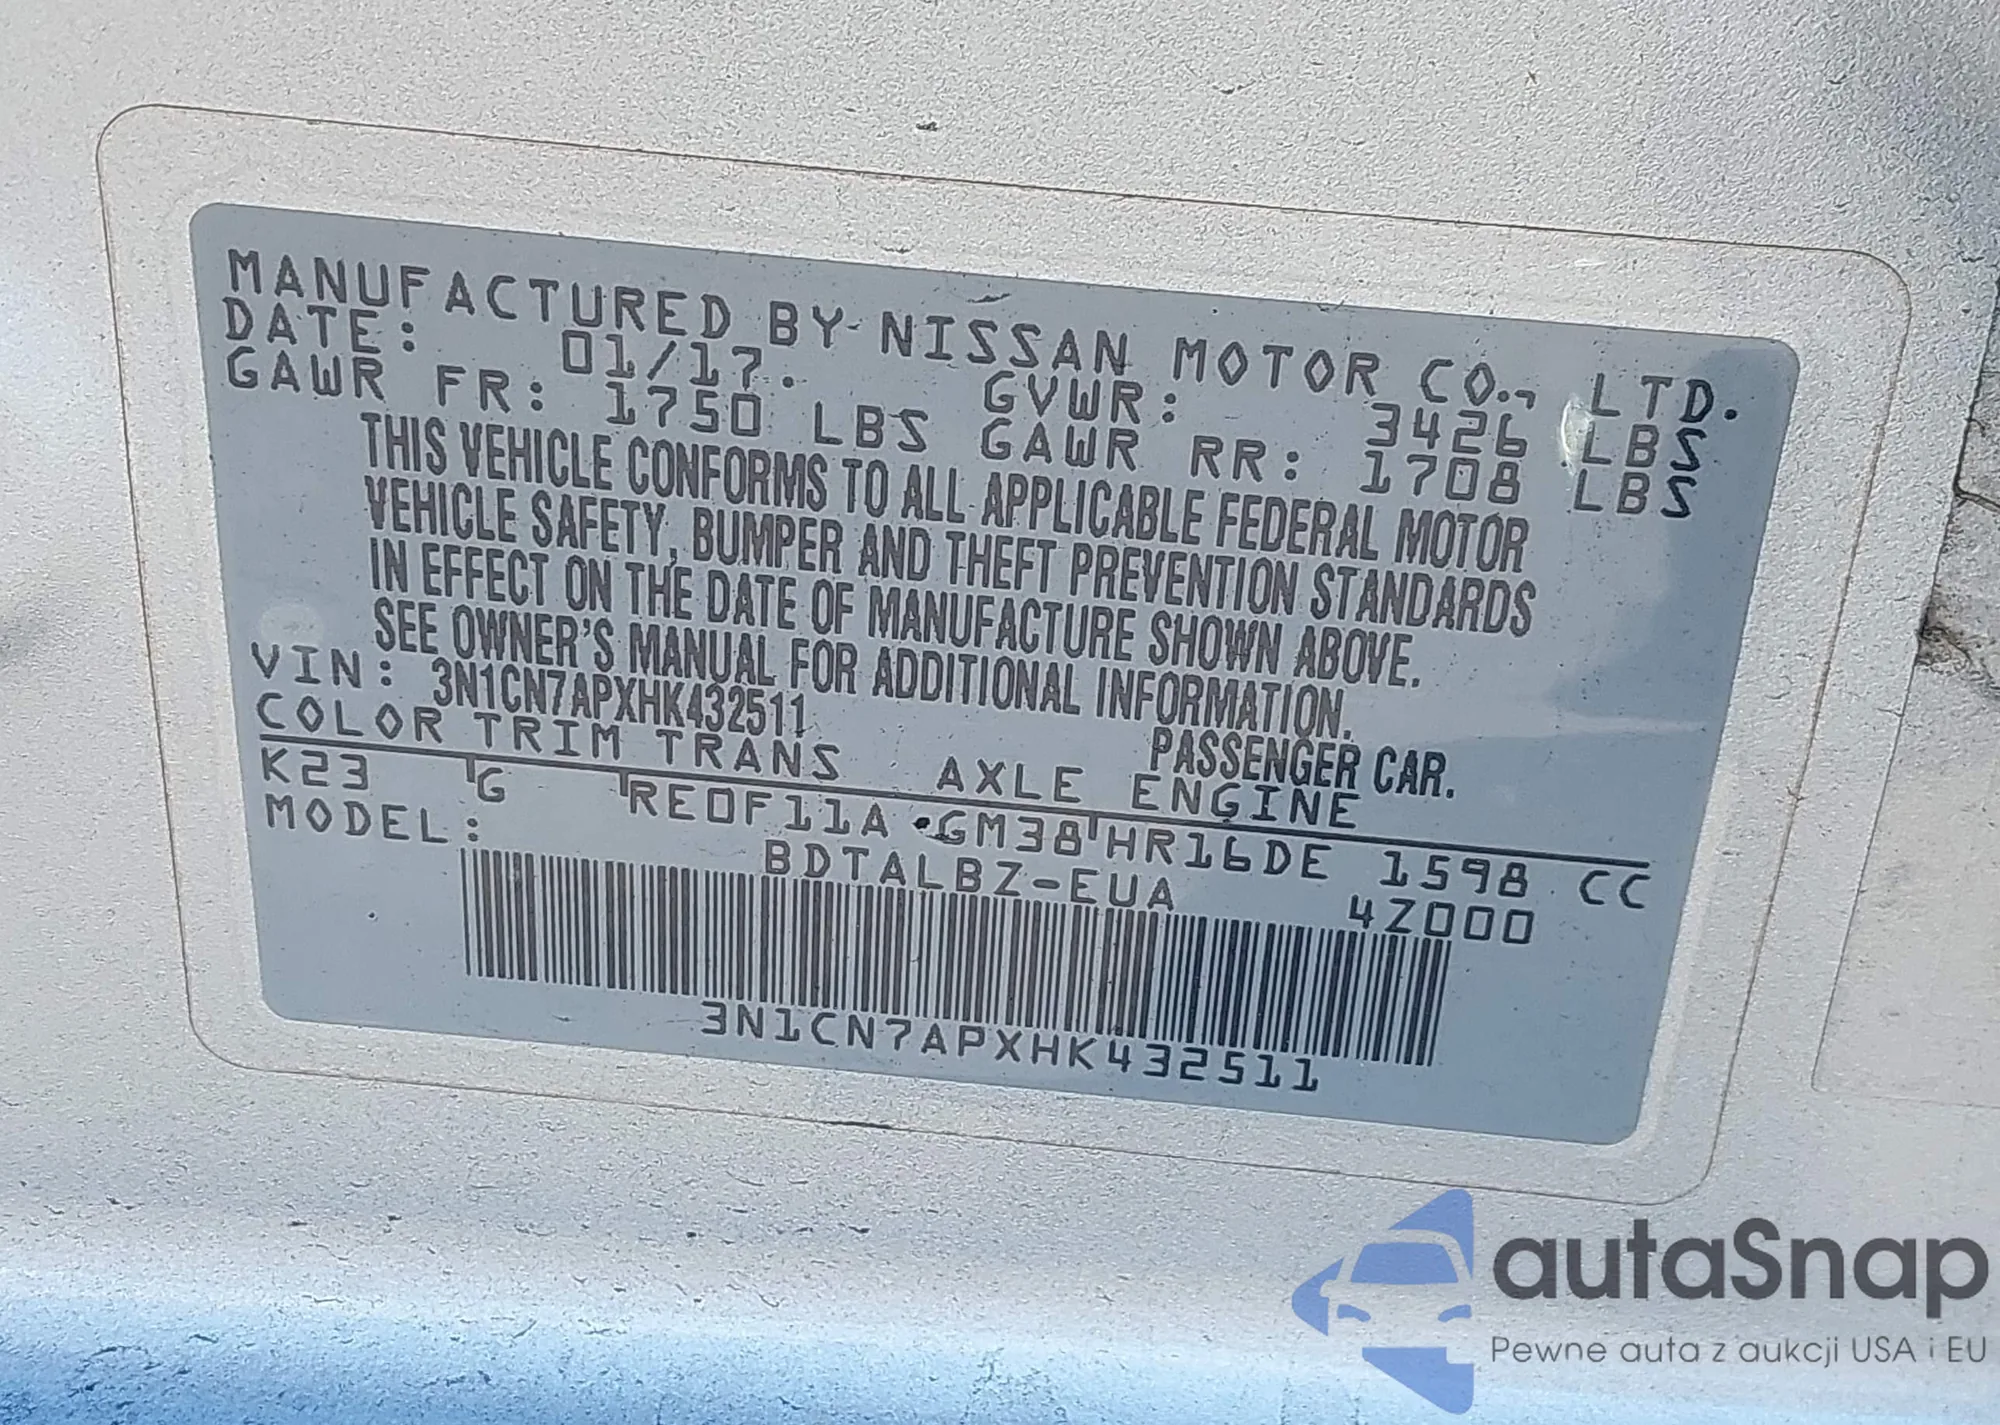 MANUFACTURED BY NISSAN MOTOR CO., LTD.
DATE: 01/17. GVWR: 3426 LBS
GAWR FR: 1750 LBS GAWR RR: 1708 LBS
THIS VEHICLE CONFORMS TO ALL APPLICABLE FEDERAL MOTOR
VEHICLE SAFETY, BUMPER AND THEFT PREVENTION STANDARDS
IN EFFECT ON THE DATE OF MANUFACTURE SHOWN ABOVE.
SEE OWNER'S MANUAL FOR ADDITIONAL INFORMATION.
VIN: 3N1CN7APXHK432511 PASSENGER CAR.
COLOR TRIM TRANS AXLE ENGINE
K23 G RE0F11A GM38 HR16DE 1598 CC
MODEL: BDTALBZ-EUA 4Z000
3N1CN7APXHK432511
autaSnap
Pewne auta z aukcji USA i EU